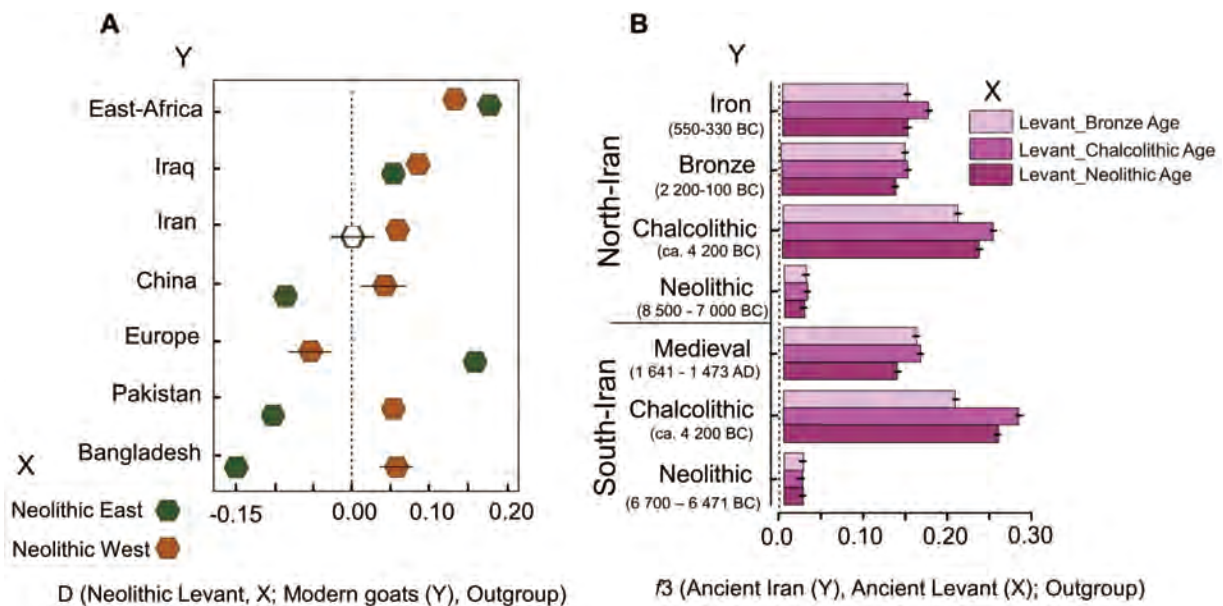 A
Y
East-Africa
Iraq
Iran
China
Europe
Pakistan
Bangladesh
X
Neolithic East
Neolithic West
-0.15
0.00
0.10
0,20
D (Neolithic Levant, X; Modern goats (Y), Outgroup)
B
Y
X
Levant_Bronze Age
Levant_Chalcolithic Age
Levant_Neolithic Age
North-Iran
Iron
(550-330 BC)
Bronze
(2 200-100 BC)
Chalcolithic
(ca. 4 200 BC)
Neolithic
(8 500 - 7 000 BC)
South-Iran
Medieval
(1 641 - 1 473 AD)
Chalcolithic
(ca. 4 200 BC)
Neolithic
(6 700 – 6 471 BC)
0.0
0.10
0.20
0.30
f3 (Ancient Iran (Y), Ancient Levant (X); Outgroup)